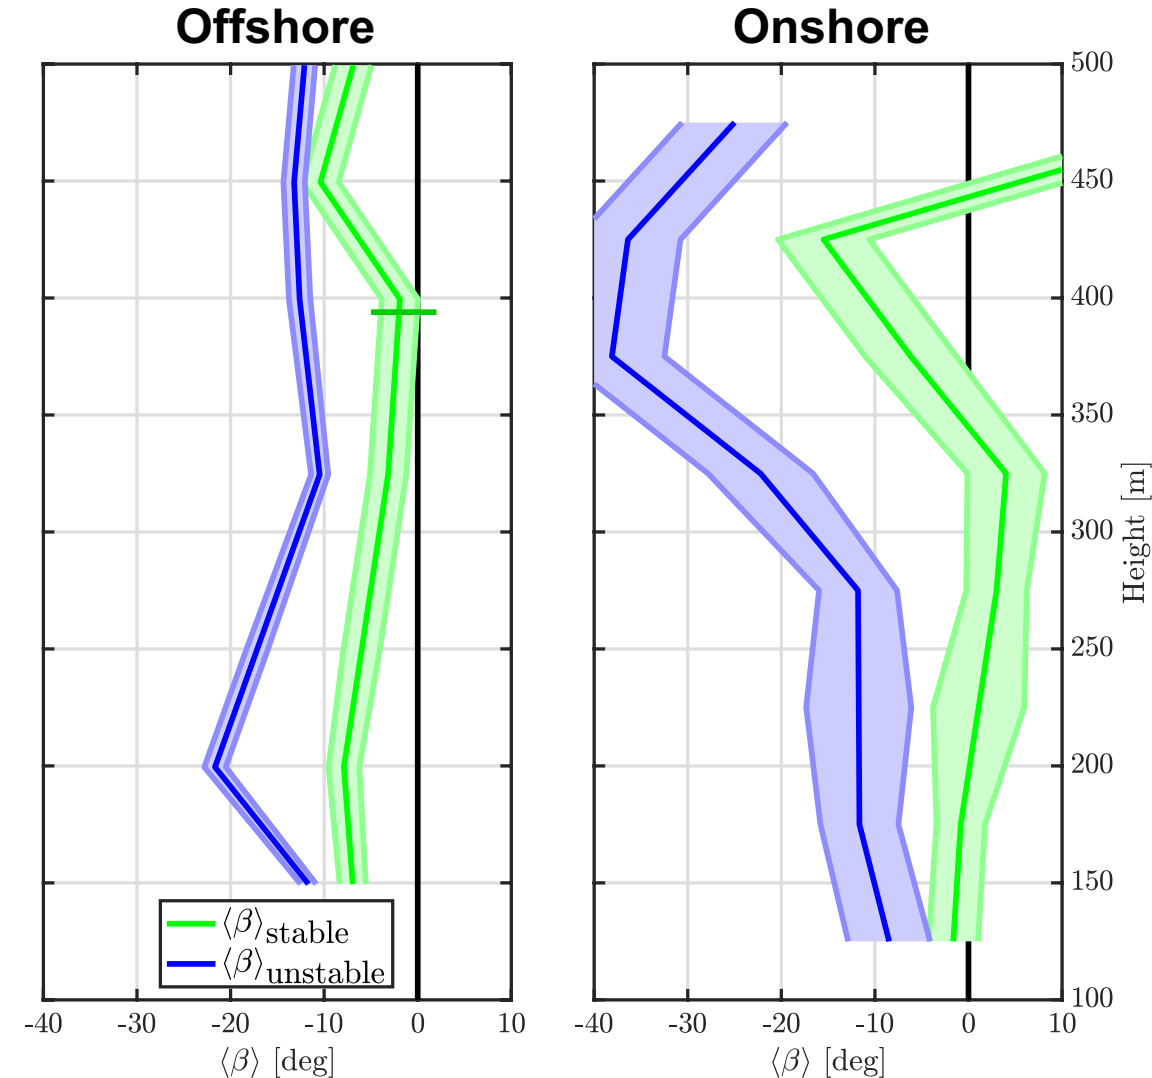 Offshore
Onshore
500
450
400
350
300
250
200
150
100
Height [m]
⟨β⟩stable
⟨β⟩unstable
-40 -30 -20 -10 0 10
-40 -30 -20 -10 0 10
⟨β⟩ [deg]
⟨β⟩ [deg]